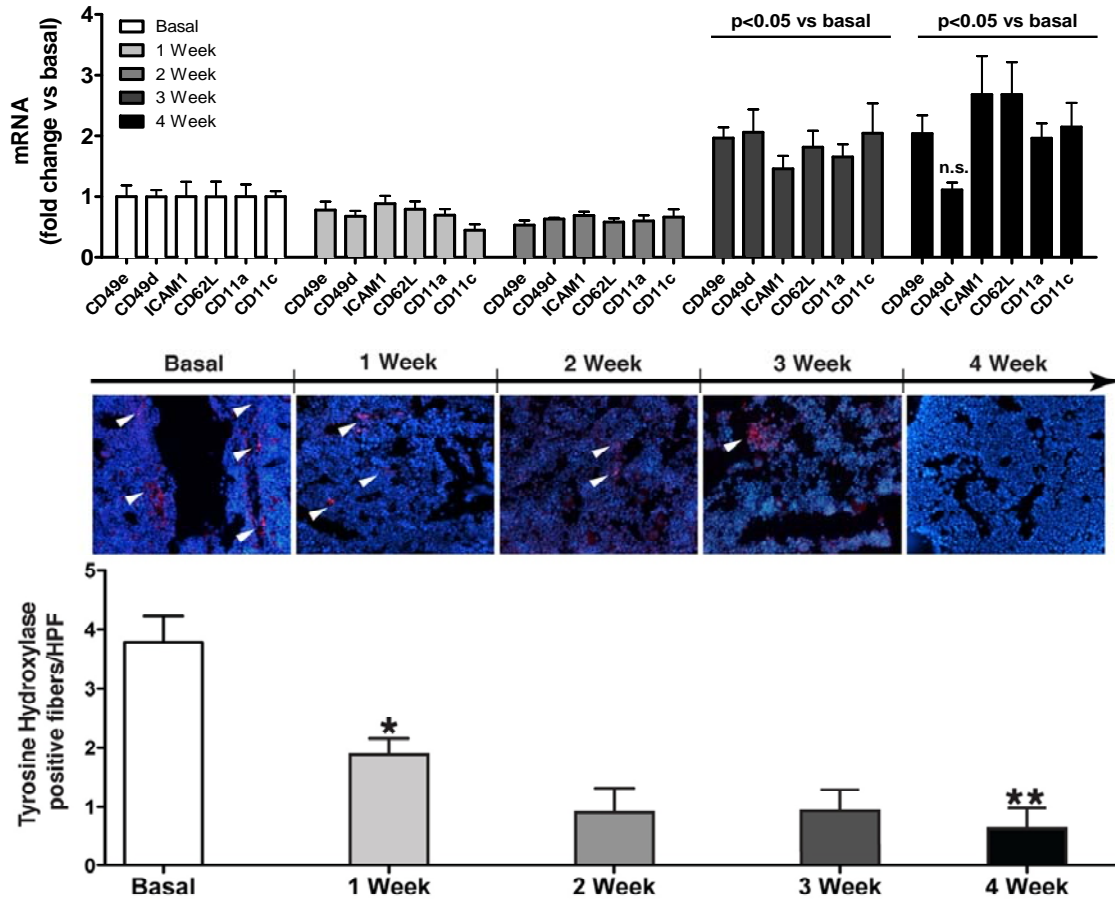 mRNA
(fold change vs basal)
4
3
2
1
0
Basal
1 Week
2 Week
3 Week
4 Week
p<0.05 vs basal
p<0.05 vs basal
n.s.
CD49e
CD49d
ICAM1
CD62L
CD11a
CD11c
CD49e
CD49d
ICAM1
CD62L
CD11a
CD11c
CD49e
CD49d
ICAM1
CD62L
CD11a
CD11c
CD49e
CD49d
ICAM1
CD62L
CD11a
CD11c
CD49e
CD49d
ICAM1
CD62L
CD11a
CD11c
Basal
1 Week
2 Week
3 Week
4 Week
Tyrosine Hydroxylase
positive fibers/HPF
5
4
3
2
1
0
*
**
Basal
1 Week
2 Week
3 Week
4 Week